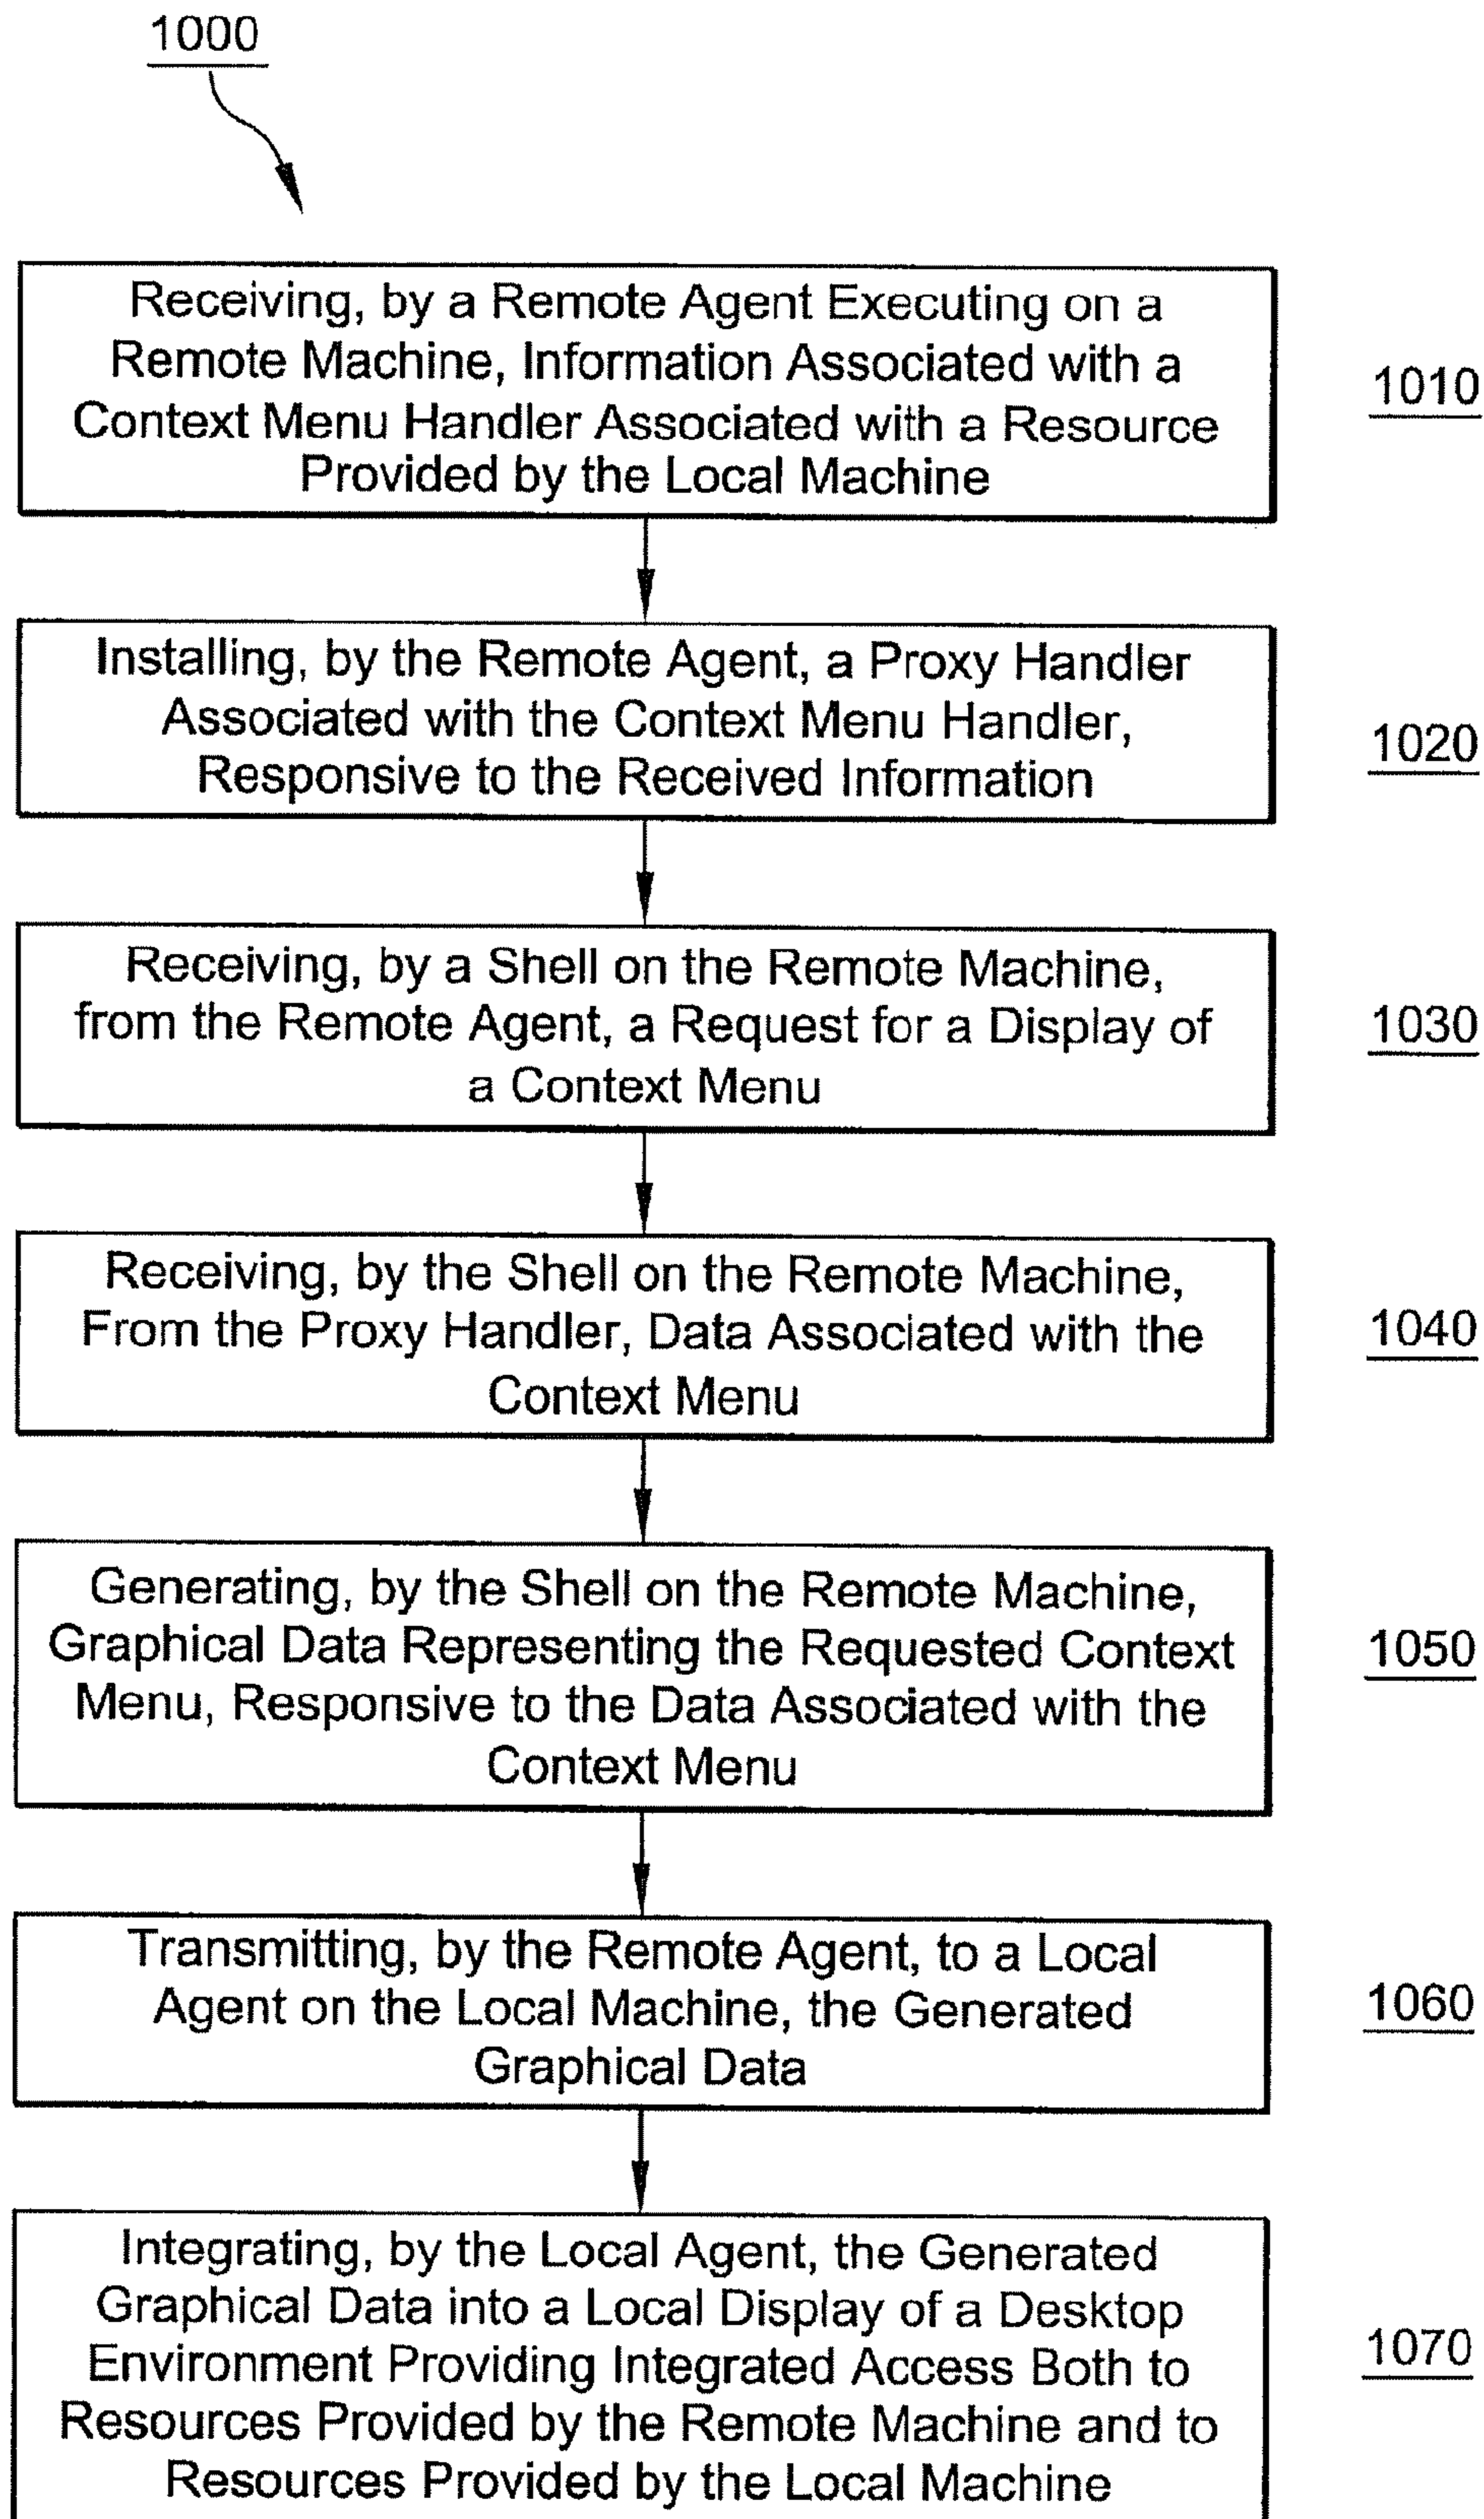 1000
Receiving, by a Remote Agent Executing on a
Remote Machine, Information Associated with a
Context Menu Handler Associated with a Resource
Provided by the Local Machine
1010
Installing, by the Remote Agent, a Proxy Handler
Associated with the Context Menu Handler,
Responsive to the Received Information
1020
Receiving, by a Shell on the Remote Machine,
from the Remote Agent, a Request for a Display of
a Context Menu
1030
Receiving, by the Shell on the Remote Machine,
From the Proxy Handler, Data Associated with the
Context Menu
1040
Generating, by the Shell on the Remote Machine,
Graphical Data Representing the Requested Context
Menu, Responsive to the Data Associated with the
Context Menu
1050
Transmitting, by the Remote Agent, to a Local
Agent on the Local Machine, the Generated
Graphical Data
1060
Integrating, by the Local Agent, the Generated
Graphical Data into a Local Display of a Desktop
Environment Providing Integrated Access Both to
Resources Provided by the Remote Machine and to
Resources Provided by the Local Machine
1070